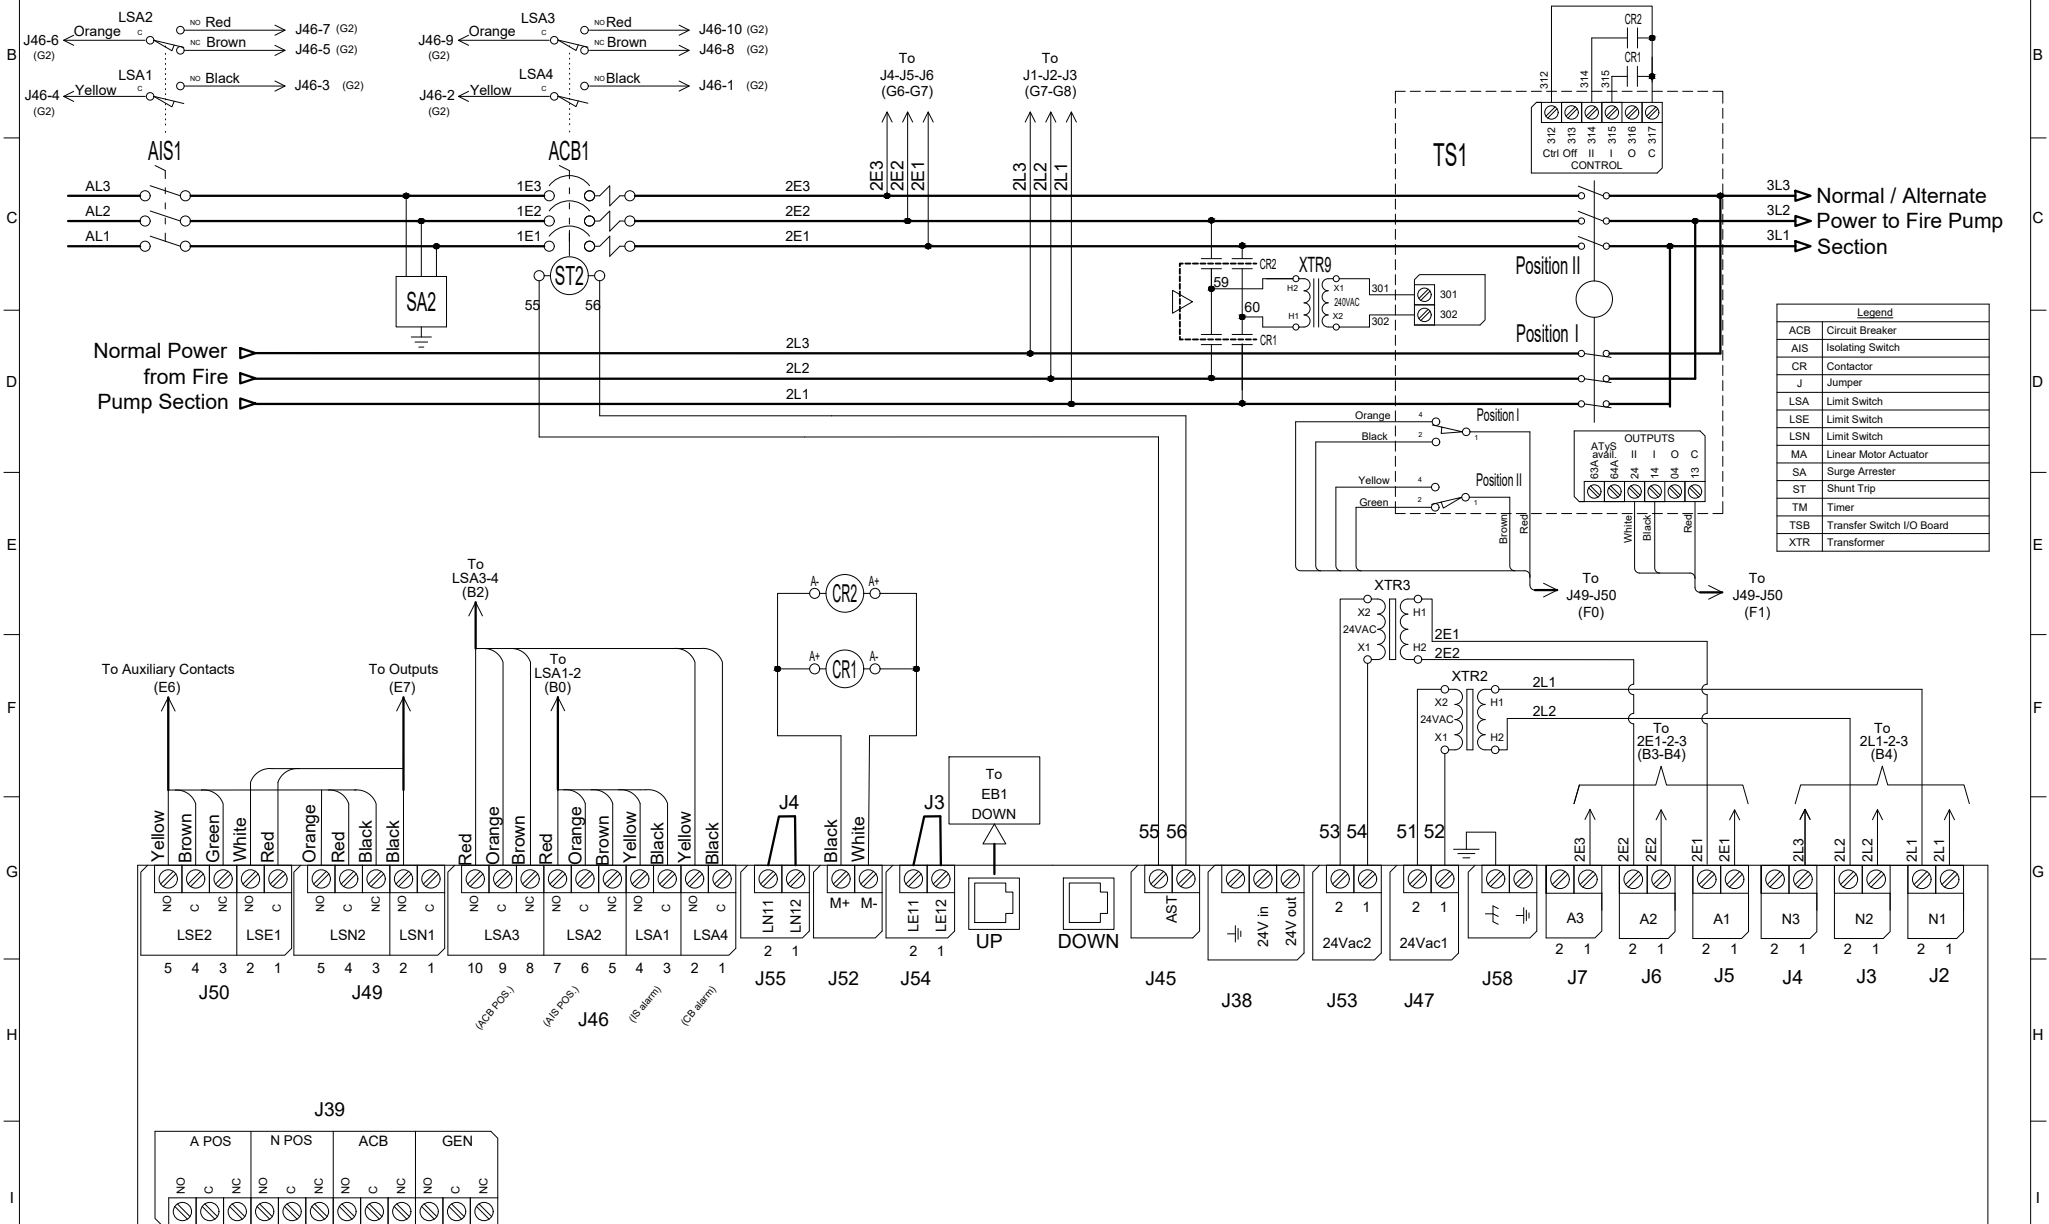 LSA2
Orange
C
NO Red
J46-7 (G2)
J46-6
(G2)
NC Brown
J46-5 (G2)
LSA1
NO Black
J46-3 (G2)
J46-4
(G2)
Yellow
C
LSA3
Orange
C
NO Red
J46-10 (G2)
J46-9
(G2)
NC Brown
J46-8 (G2)
LSA4
NO Black
J46-1 (G2)
J46-2
(G2)
Yellow
C
To
J4-J5-J6
(G6-G7)
To
J1-J2-J3
(G7-G8)
CR2
CR1
312
314
315
312 313 314 315 316 317
Ctrl Off II I O C
CONTROL
TS1
B
B
AIS1
ACB1
2E3
2E2
2E1
2L3
2L2
2L1
AL3
1E3
2E3
3L3
Normal / Alternate
C
AL2
1E2
2E2
3L2
Power to Fire Pump
C
AL1
1E1
2E1
3L1
Section
SA2
ST2
55
56
59
60
CR2
CR1
XTR9
H2
H1
X1
240VAC
X2
301
302
301
302
Position II
Position I
Legend
ACB Circuit Breaker
AIS Isolating Switch
CR Contactor
J Jumper
LSA Limit Switch
LSE Limit Switch
LSN Limit Switch
MA Linear Motor Actuator
SA Surge Arrester
ST Shunt Trip
TM Timer
TSB Transfer Switch I/O Board
XTR Transformer
Normal Power
from Fire
Pump Section
2L3
2L2
2L1
D
D
Orange
4
Position I
Black
2
1
Yellow
4
Position II
Green
2
1
Brown
Red
OUTPUTS
ATyS
avail.
II I O C
63A 64A 24 14 04 13
White
Black
Red
To
J49-J50
(F0)
To
J49-J50
(F1)
E
E
To
LSA3-4
(B2)
A-
CR2
A+
A+
CR1
A-
XTR3
X2
24VAC
X1
H1
H2
2E1
2E2
XTR2
X2
24VAC
X1
H1
H2
2L1
2L2
To Auxiliary Contacts
(E6)
To Outputs
(E7)
To
LSA1-2
(B0)
To
2E1-2-3
(B3-B4)
To
2L1-2-3
(B4)
F
F
To
EB1
DOWN
J4
J3
Yellow
Brown
Green
White
Red
Orange
Red
Black
Black
Red
Orange
Brown
Red
Orange
Brown
Yellow
Black
Yellow
Black
Black
White
55 56
53 54
51 52
2E3
2E2
2E2
2E1
2E1
2L3
2L2
2L2
2L1
2L1
G
G
NO C NC NO C
LSE2 LSE1
5 4 3 2 1
J50
NO C NC NO C
LSN2 LSN1
5 4 3 2 1
J49
NO C NC NO C NC NO C NO C
LSA3 LSA2 LSA1 LSA4
10 9 8 7 6 5 4 3 2 1
(ACB POS.)
(AIS POS.)
J46
(IS alarm)
(CB alarm)
LN11 LN12
2 1
J55
M+ M-
J52
LE11 LE12
2 1
J54
UP
DOWN
AST
J45
24V in
24V out
J38
2 1
24Vac2
J53
2 1
24Vac1
J47
J58
A3
2 1
J7
A2
2 1
J6
A1
2 1
J5
N3
2 1
J4
N2
2 1
J3
N1
2 1
J2
H
H
J39
A POS N POS ACB GEN
NO C NC NO C NC NO C NC NO C NC
I
I